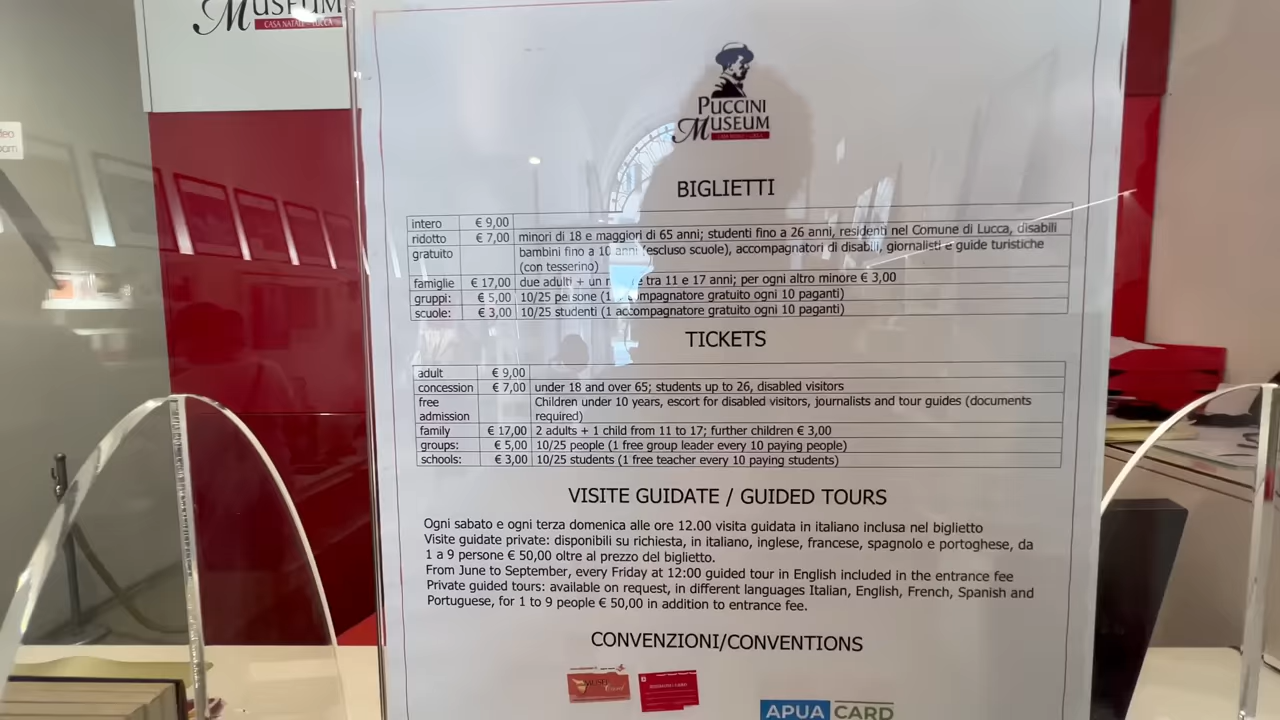 MUSEUM
CASA NATALE - LUCCA
PUCCINI
MUSEUM
CASA NATALE - LUCCA
BIGLIETTI
intero € 9,00
ridotto € 7,00 minori di 18 e maggiori di 65 anni; studenti fino a 26 anni, residenti nel Comune di Lucca, disabili
gratuito bambini fino a 10 anni (escluso scuole), accompagnatori di disabili, giornalisti e guide turistiche
(con tesserino)
famiglie € 17,00 due adulti + un tra 11 e 17 anni; per ogni altro minore € 3,00
gruppi: € 5,00 10/25 persone (1 accompagnatore gratuito ogni 10 paganti)
scuole: € 3,00 10/25 studenti (1 accompagnatore gratuito ogni 10 paganti)
TICKETS
adult € 9,00
concession € 7,00 under 18 and over 65; students up to 26, disabled visitors
free Children under 10 years, escort for disabled visitors, journalists and tour guides (documents
admission required)
family € 17,00 2 adults + 1 child from 11 to 17; further children € 3,00
groups: € 5,00 10/25 people (1 free group leader every 10 paying people)
schools: € 3,00 10/25 students (1 free teacher every 10 paying students)
VISITE GUIDATE / GUIDED TOURS
Ogni sabato e ogni terza domenica alle ore 12.00 visita guidata in italiano inclusa nel biglietto
Visite guidate private: disponibili su richiesta, in italiano, inglese, francese, spagnolo e portoghese, da
1 a 9 persone € 50,00 oltre al prezzo del biglietto.
From June to September, every Friday at 12:00 guided tour in English included in the entrance fee
Private guided tours: available on request, in different languages Italian, English, French, Spanish and
Portuguese, for 1 to 9 people € 50,00 in addition to entrance fee.
CONVENZIONI/CONVENTIONS
APUA CARD